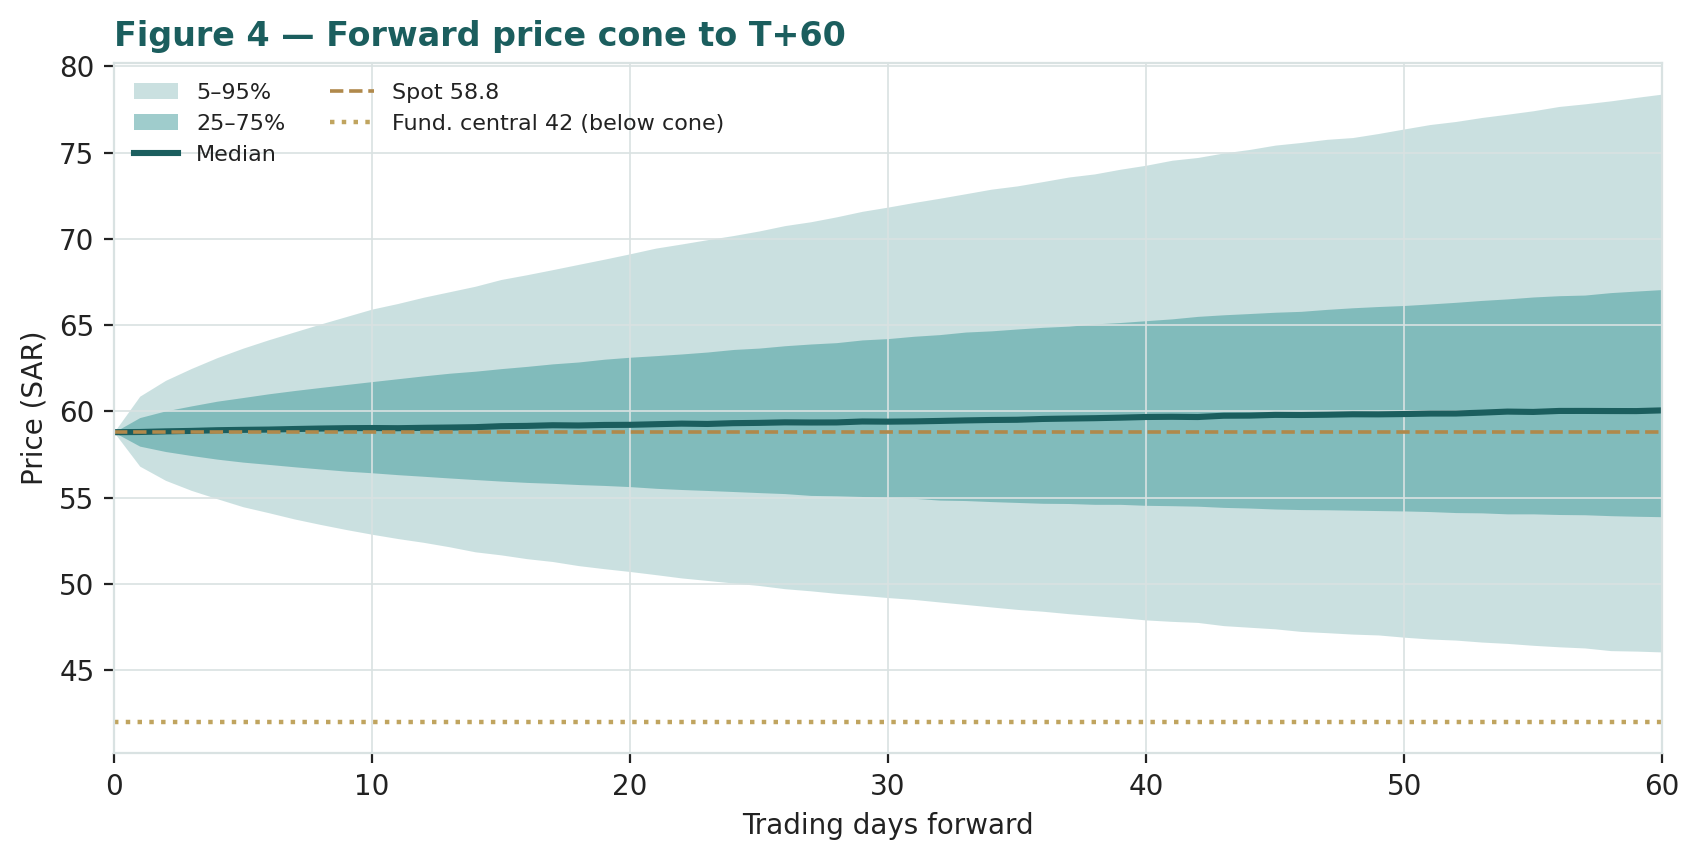 Figure 4 — Forward price cone to T+60
5–95%
25–75%
Median
Spot 58.8
Fund. central 42 (below cone)
Price (SAR)
80
75
70
65
60
55
50
45
0 10 20 30 40 50 60
Trading days forward